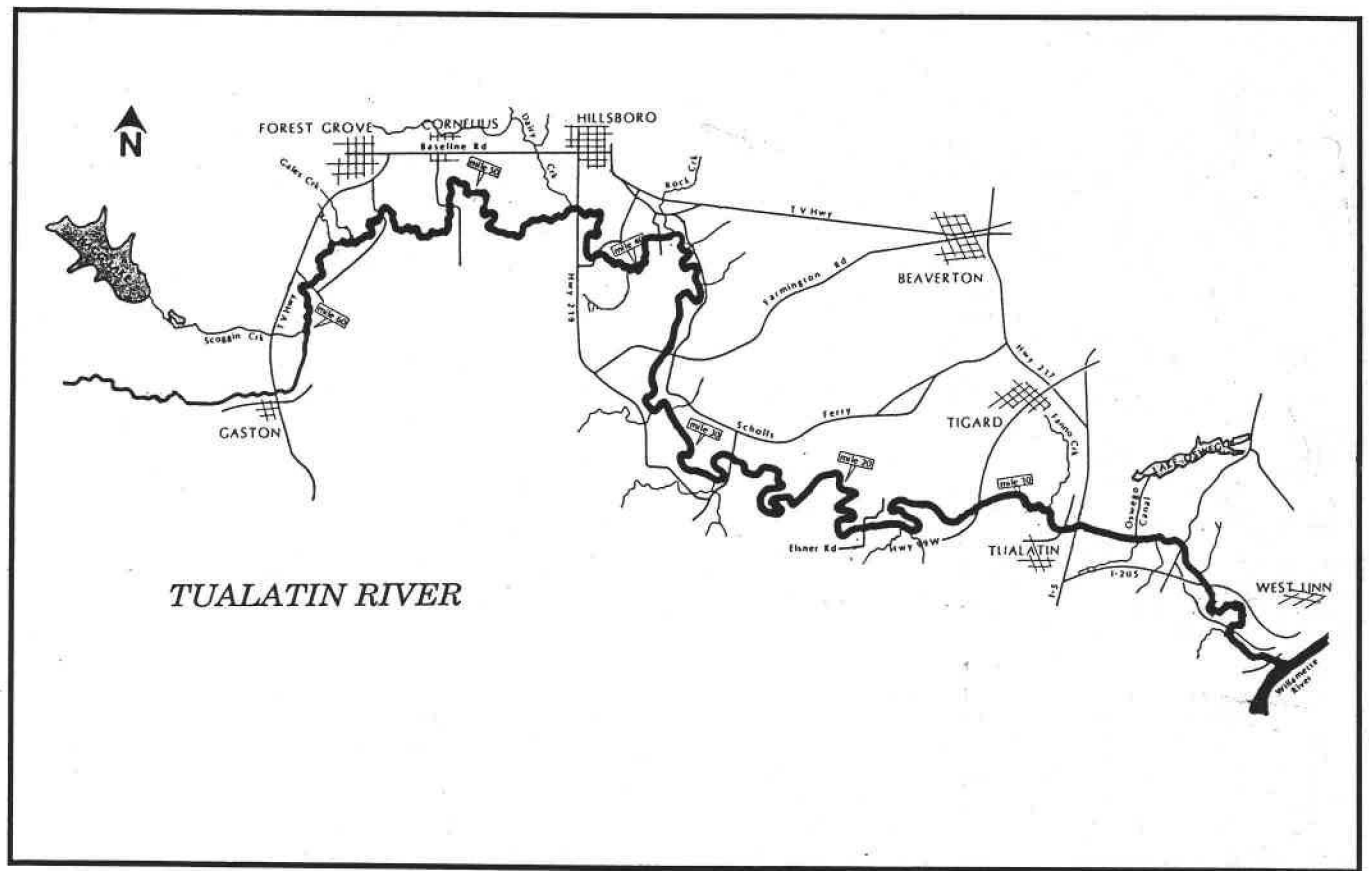 N
FOREST GROVE
CORNELIUS
HILLSBORO
Baseline Rd
Dairy Crk
Gales Crk
mile 50
Rock Crk
T V Hwy
mile 40
BEAVERTON
Farmington Rd
Hwy 219
T V Hwy
mile 60
Scoggin Crk
GASTON
Hwy 217
TIGARD
Fanno Crk
Scholls Ferry
mile 30
mile 20
mile 10
LAKE OSWEGO
Oswego Canal
Elsner Rd
Hwy 99W
TUALATIN
I-205
I-5
WEST LINN
Willamette River
TUALATIN RIVER